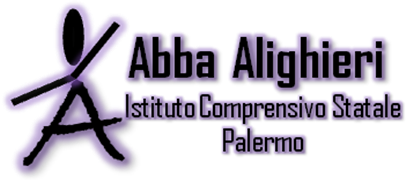 Abba Alighieri
Istituto Comprensivo Statale
Palermo